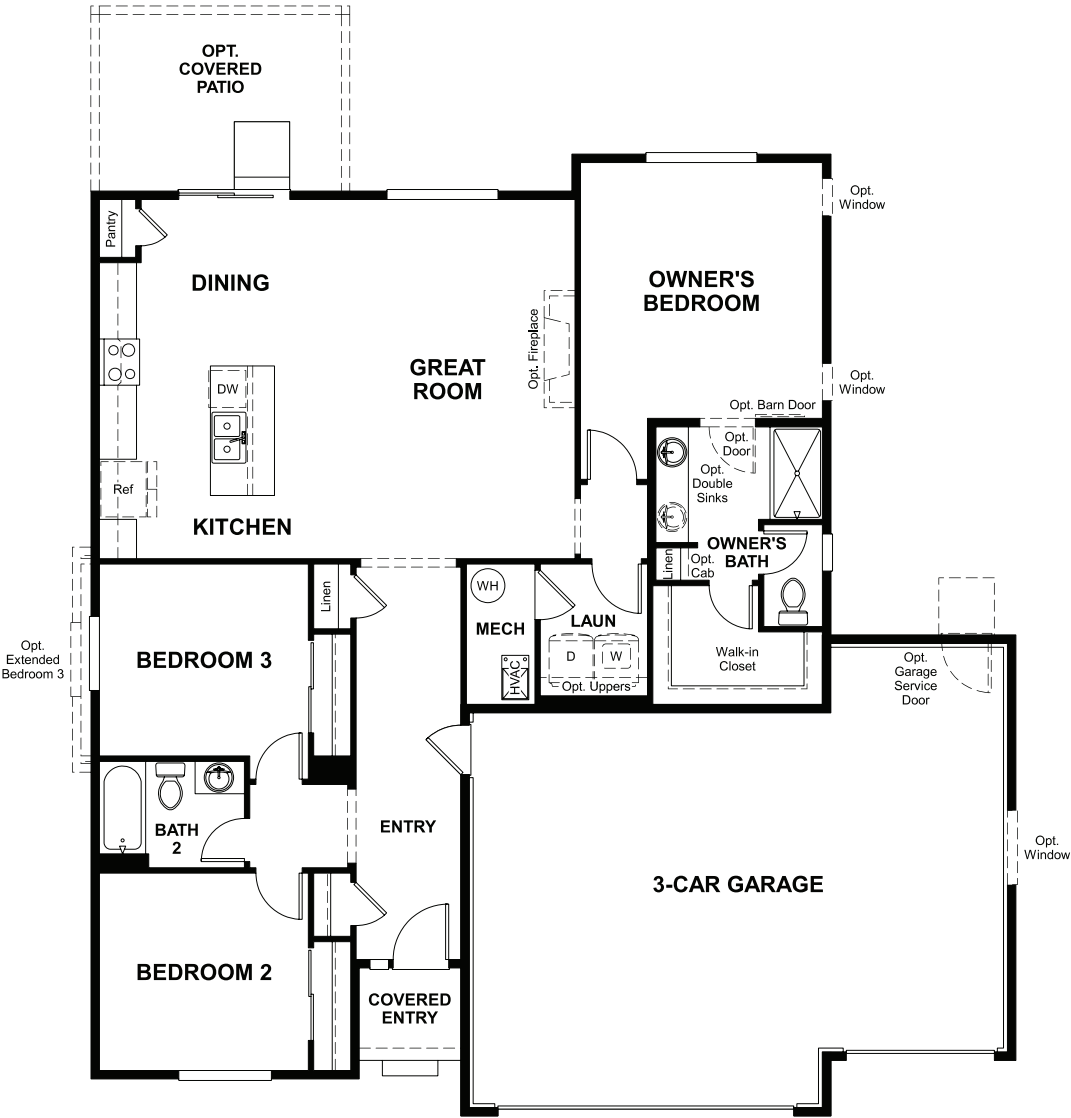 OPT.
COVERED
PATIO
Opt.
Window
Pantry
DINING
OWNER'S
BEDROOM
Opt. Fireplace
GREAT
ROOM
DW
Opt.
Window
Opt. Barn Door
Opt.
Door
Opt.
Double
Sinks
Ref
KITCHEN
OWNER'S
BATH
Linen
Opt.
Cab
WH
Linen
MECH
LAUN
Opt.
Extended
Bedroom 3
BEDROOM 3
D
W
HVAC
Opt. Uppers
Walk-in
Closet
Opt.
Garage
Service
Door
BATH
2
ENTRY
Opt.
Window
3-CAR GARAGE
BEDROOM 2
COVERED
ENTRY